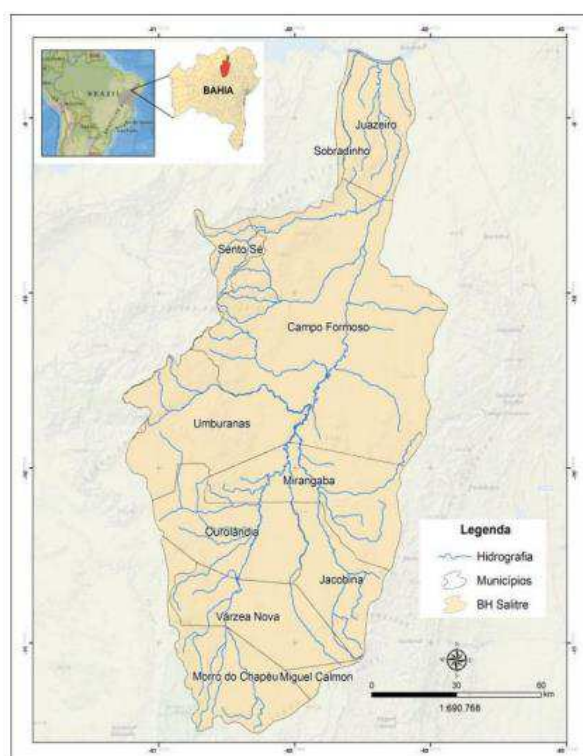 BRAZIL
BAHIA
Juazeiro
Sobradinho
Sento Sé
Campo Formoso
Umburanas
Mirangaba
Ourolândia
Jacobina
Várzea Nova
Morro do Chapéu
Miguel Calmon
Legenda
Hidrografia
Municípios
BH Salitre
0 30 60
km
1:690.768